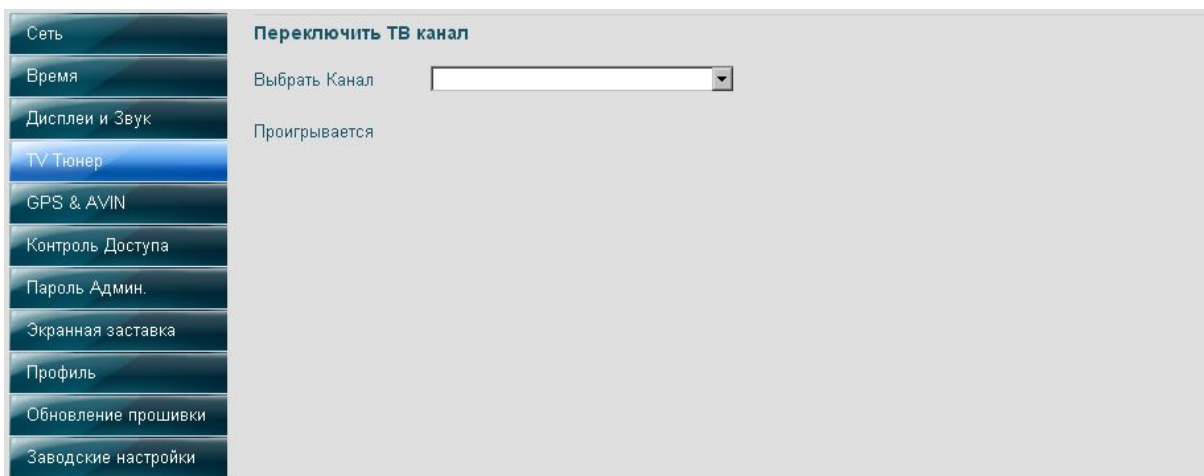 Сеть
Время
Дисплеи и Звук
TV Тюнер
GPS & AVIN
Контроль Доступа
Пароль Админ.
Экранная заставка
Профиль
Обновление прошивки
Заводские настройки
Переключить ТВ канал
Выбрать Канал
Проигрывается